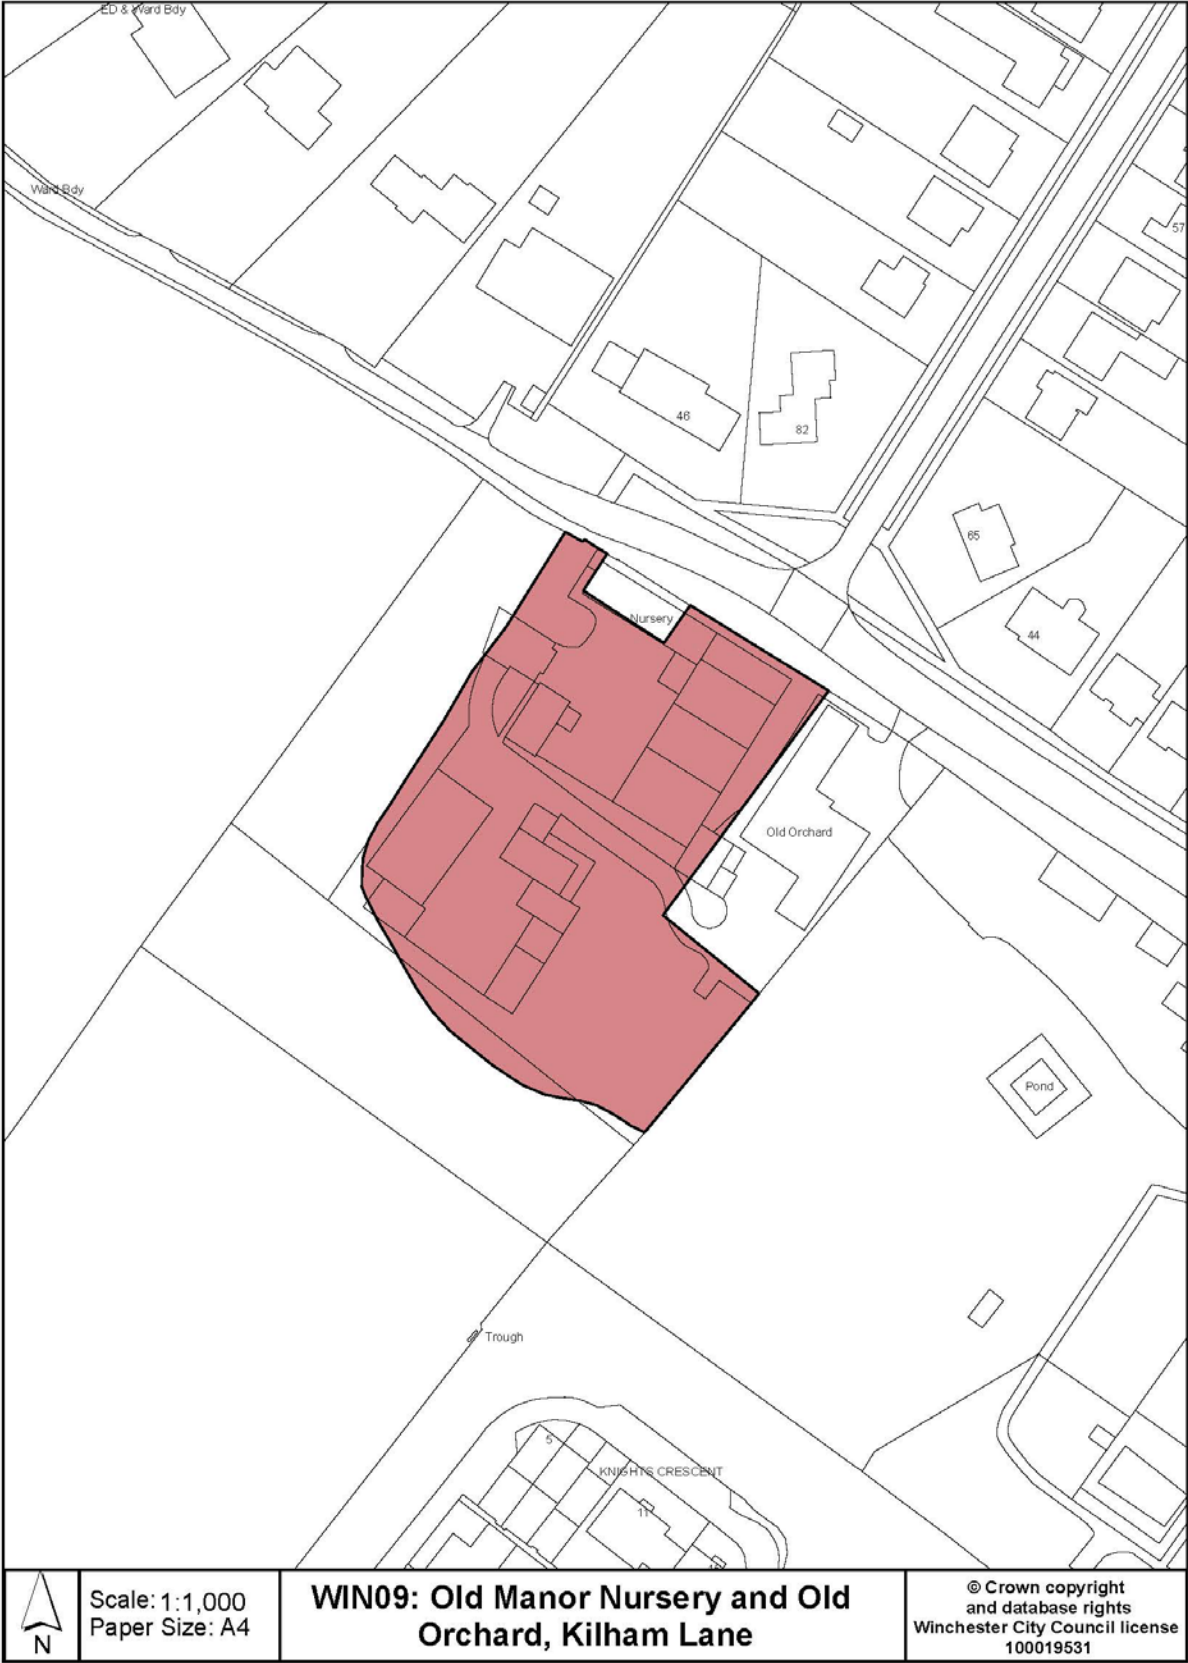 ED & Ward Bdy
Ward Bdy
57
46
82
65
Nursery
44
Old Orchard
Pond
Trough
5
KNIGHTS CRESCENT
11
N
Scale: 1:1,000
Paper Size: A4
WIN09: Old Manor Nursery and Old
Orchard, Kilham Lane
© Crown copyright
and database rights
Winchester City Council license
100019531